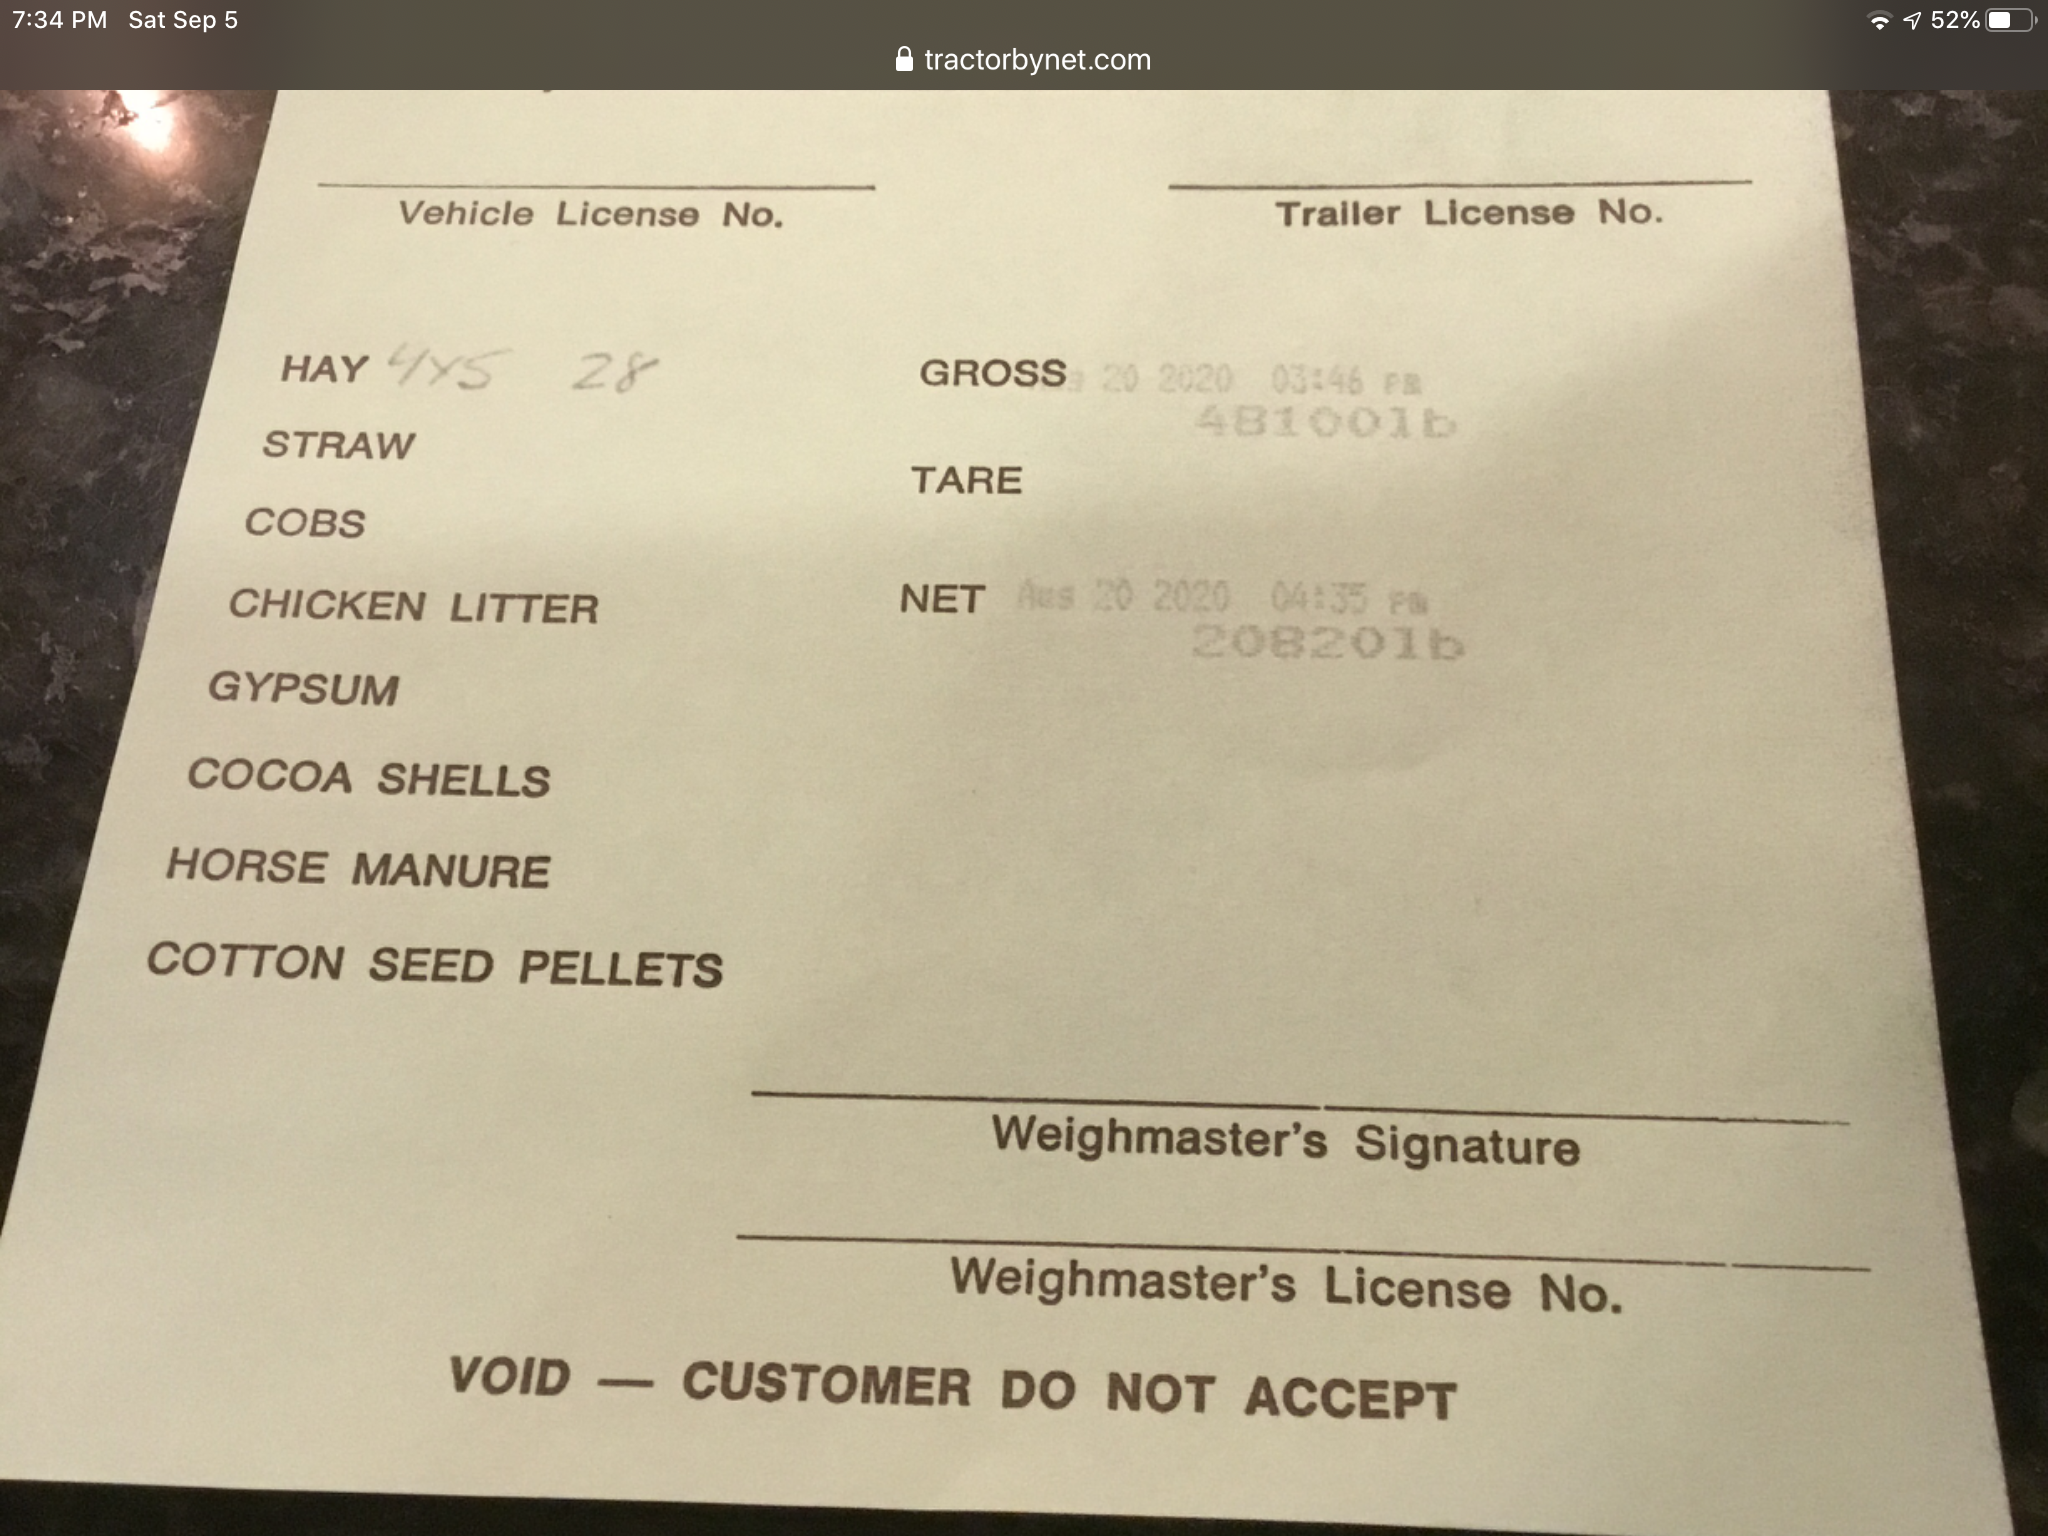 7:34 PM Sat Sep 5
52%
tractorbynet.com
Vehicle License No.
Trailer License No.
HAY 4x5 28
GROSS 20 2020 03:46 PM
48100lb
STRAW
TARE
COBS
CHICKEN LITTER
NET Aug 20 2020 04:35 PM
20820lb
GYPSUM
COCOA SHELLS
HORSE MANURE
COTTON SEED PELLETS
Weighmaster's Signature
Weighmaster's License No.
VOID — CUSTOMER DO NOT ACCEPT